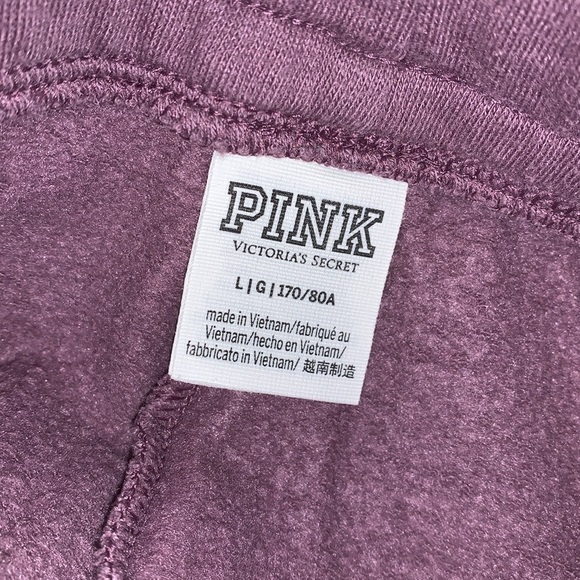 PINK
VICTORIA'S SECRET
L|G|170/80A
made in Vietnam/fabriqué au
Vietnam/hecho en Vietnam/
fabbricato in Vietnam/ 越南制造